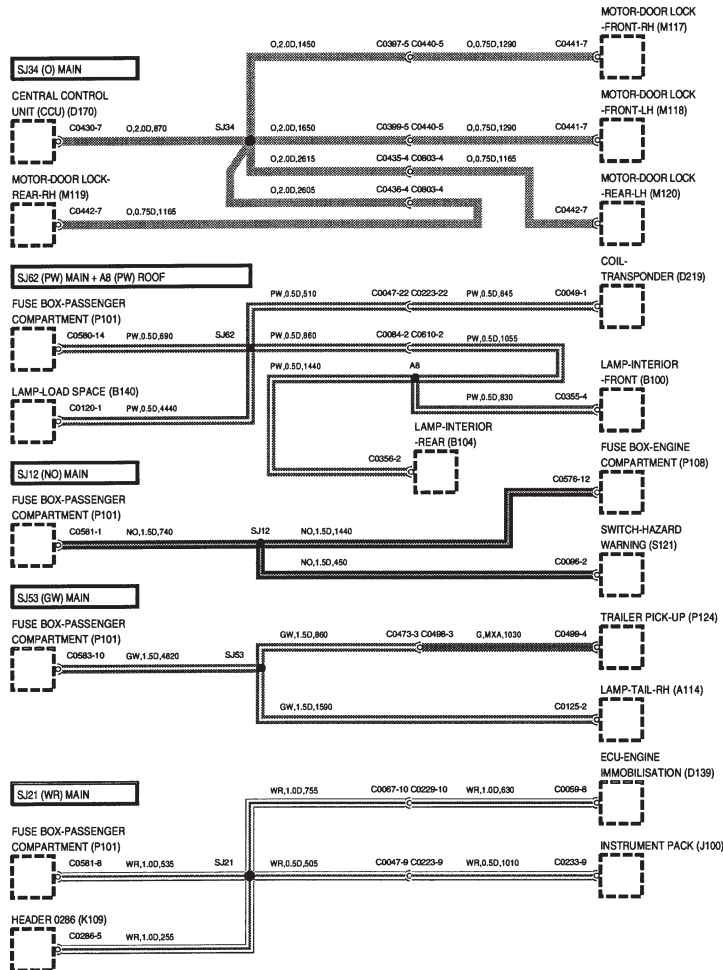 MOTOR-DOOR LOCK
-FRONT-RH (M117)
O,2.0D,1450
C0397-5 C0440-5
O,0.75D,1290
C0441-7
SJ34 (O) MAIN
CENTRAL CONTROL
UNIT (CCU) (D170)
C0430-7
O,2.0D,870
SJ34
O,2.0D,1650
C0399-5 C0440-5
O,0.75D,1290
C0441-7
MOTOR-DOOR LOCK
-FRONT-LH (M118)
O,2.0D,2615
C0435-4 C0803-4
O,0.75D,1165
MOTOR-DOOR LOCK-
REAR-RH (M119)
O,2.0D,2605
C0436-4 C0803-4
C0442-7
O,0.75D,1165
MOTOR-DOOR LOCK
-REAR-LH (M120)
C0442-7
SJ62 (PW) MAIN + A8 (PW) ROOF
COIL-
TRANSPONDER (D219)
PW,0.5D,510
C0047-22 C0223-22
PW,0.5D,645
C0049-1
FUSE BOX-PASSENGER
COMPARTMENT (P101)
C0580-14
PW,0.5D,690
SJ62
PW,0.5D,860
C0084-2 C0610-2
PW,0.5D,1055
PW,0.5D,1440
A8
LAMP-INTERIOR
-FRONT (B100)
LAMP-LOAD SPACE (B140)
C0120-1
PW,0.5D,4440
PW,0.5D,830
C0355-4
LAMP-INTERIOR
-REAR (B104)
C0356-2
SJ12 (NO) MAIN
FUSE BOX-ENGINE
COMPARTMENT (P108)
C0576-12
FUSE BOX-PASSENGER
COMPARTMENT (P101)
C0581-1
NO,1.5D,740
SJ12
NO,1.5D,1440
NO,1.5D,450
C0096-2
SWITCH-HAZARD
WARNING (S121)
SJ53 (GW) MAIN
FUSE BOX-PASSENGER
COMPARTMENT (P101)
C0583-10
GW,1.5D,4820
SJ53
GW,1.5D,860
C0473-3 C0498-3
G,MXA,1030
C0499-4
TRAILER PICK-UP (P124)
GW,1.5D,1590
C0125-2
LAMP-TAIL-RH (A114)
SJ21 (WR) MAIN
ECU-ENGINE
IMMOBILISATION (D139)
WR,1.0D,755
C0067-10 C0229-10
WR,1.0D,630
C0059-8
FUSE BOX-PASSENGER
COMPARTMENT (P101)
C0581-8
WR,1.0D,535
SJ21
WR,0.5D,505
C0047-9 C0223-9
WR,0.5D,1010
C0233-9
INSTRUMENT PACK (J100)
HEADER 0286 (K109)
C0286-5
WR,1.0D,255